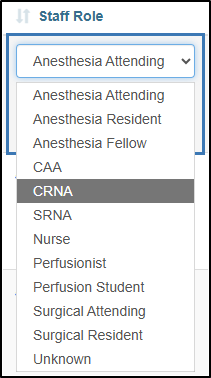 Staff Role
Anesthesia Attending
Anesthesia Attending
Anesthesia Resident
Anesthesia Fellow
CAA
CRNA
SRNA
Nurse
Perfusionist
Perfusion Student
Surgical Attending
Surgical Resident
Unknown